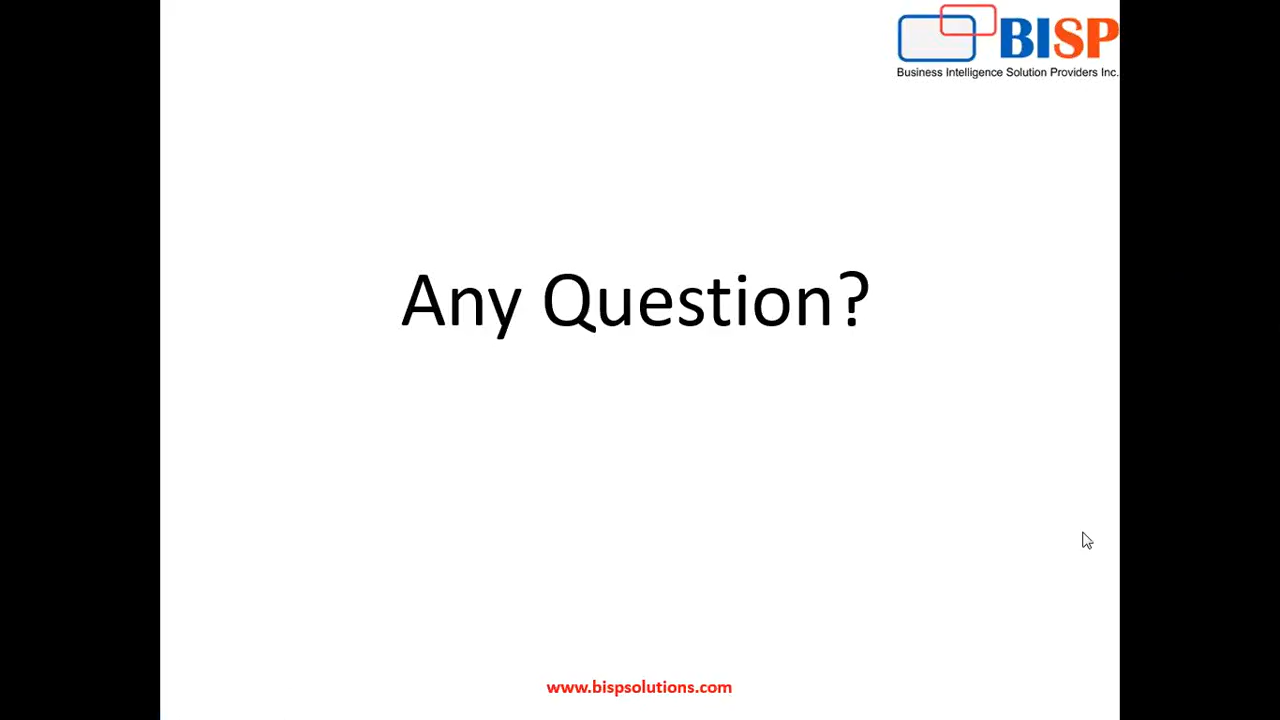 BISP
Business Intelligence Solution Providers Inc.
Any Question?
www.bispsolutions.com